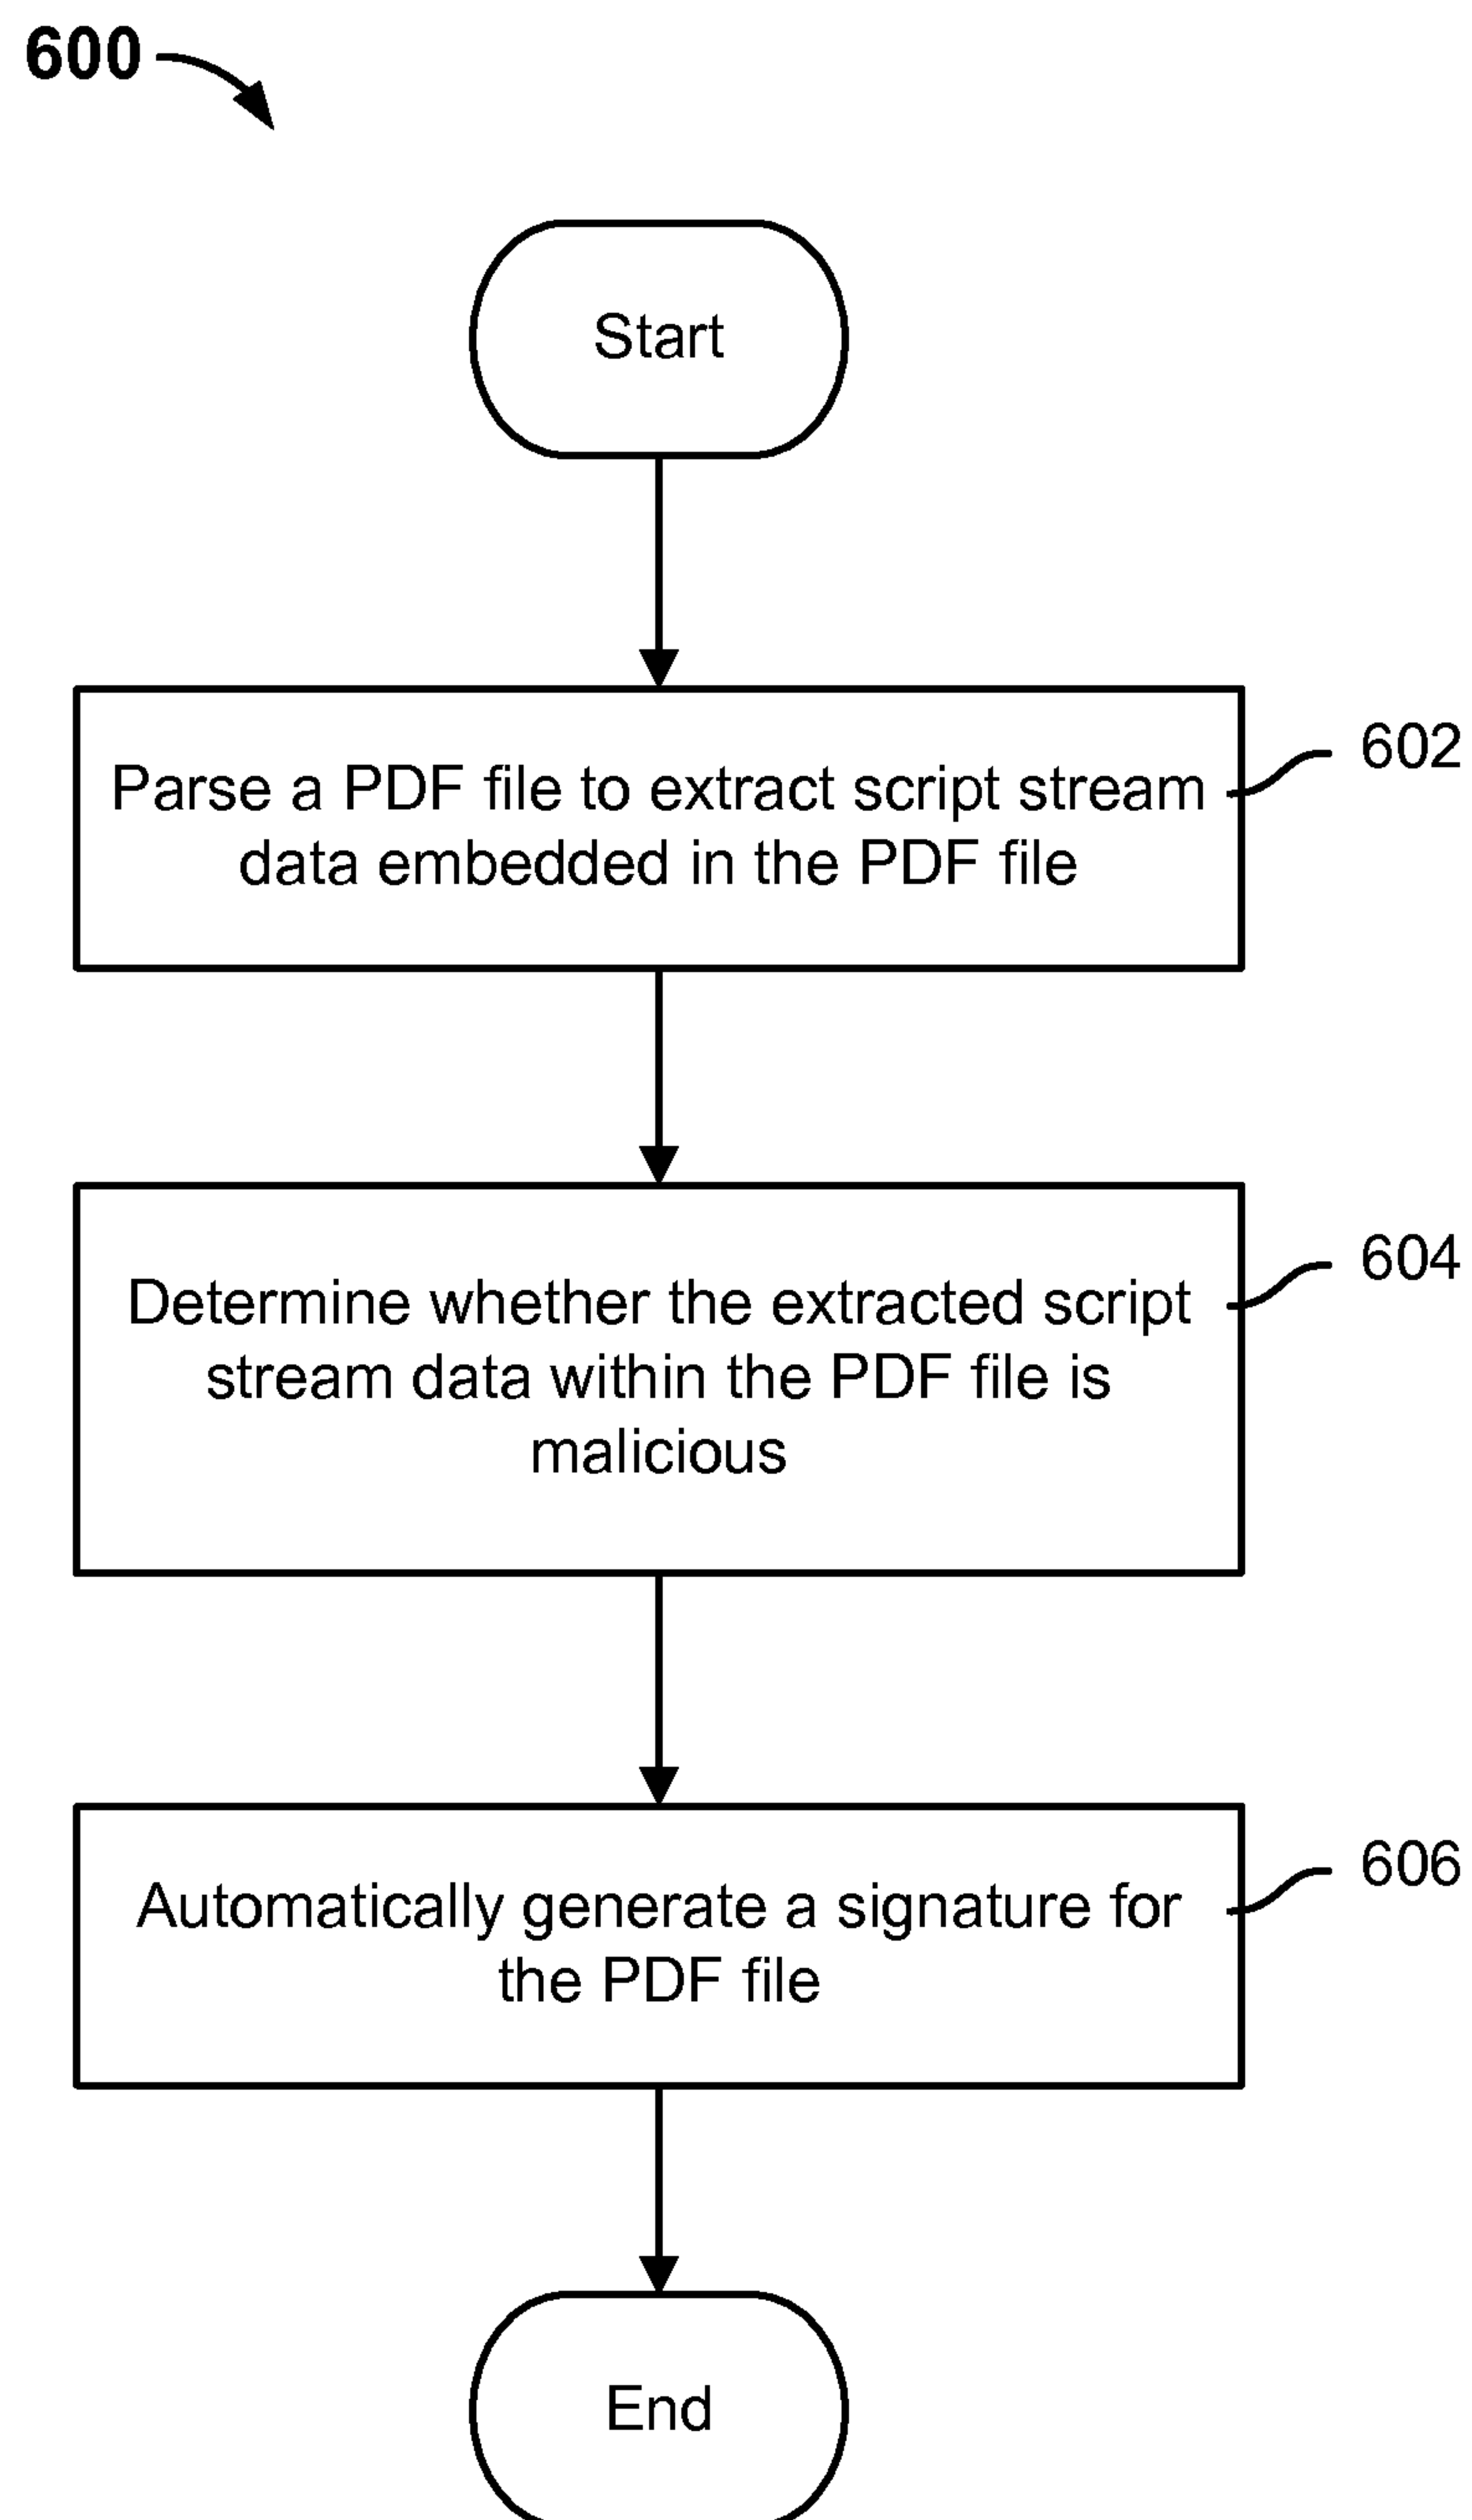 600
Start
Parse a PDF file to extract script stream
data embedded in the PDF file
602
Determine whether the extracted script
stream data within the PDF file is
malicious
604
Automatically generate a signature for
the PDF file
606
End